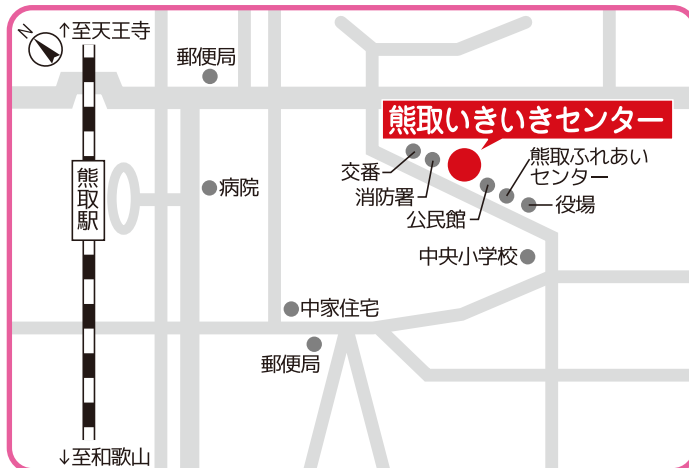 N
↑至天王寺
郵便局
熊取いきいきセンター
交番
消防署
公民館
熊取ふれあい
センター
役場
熊取駅
病院
中央小学校
中家住宅
郵便局
↓至和歌山